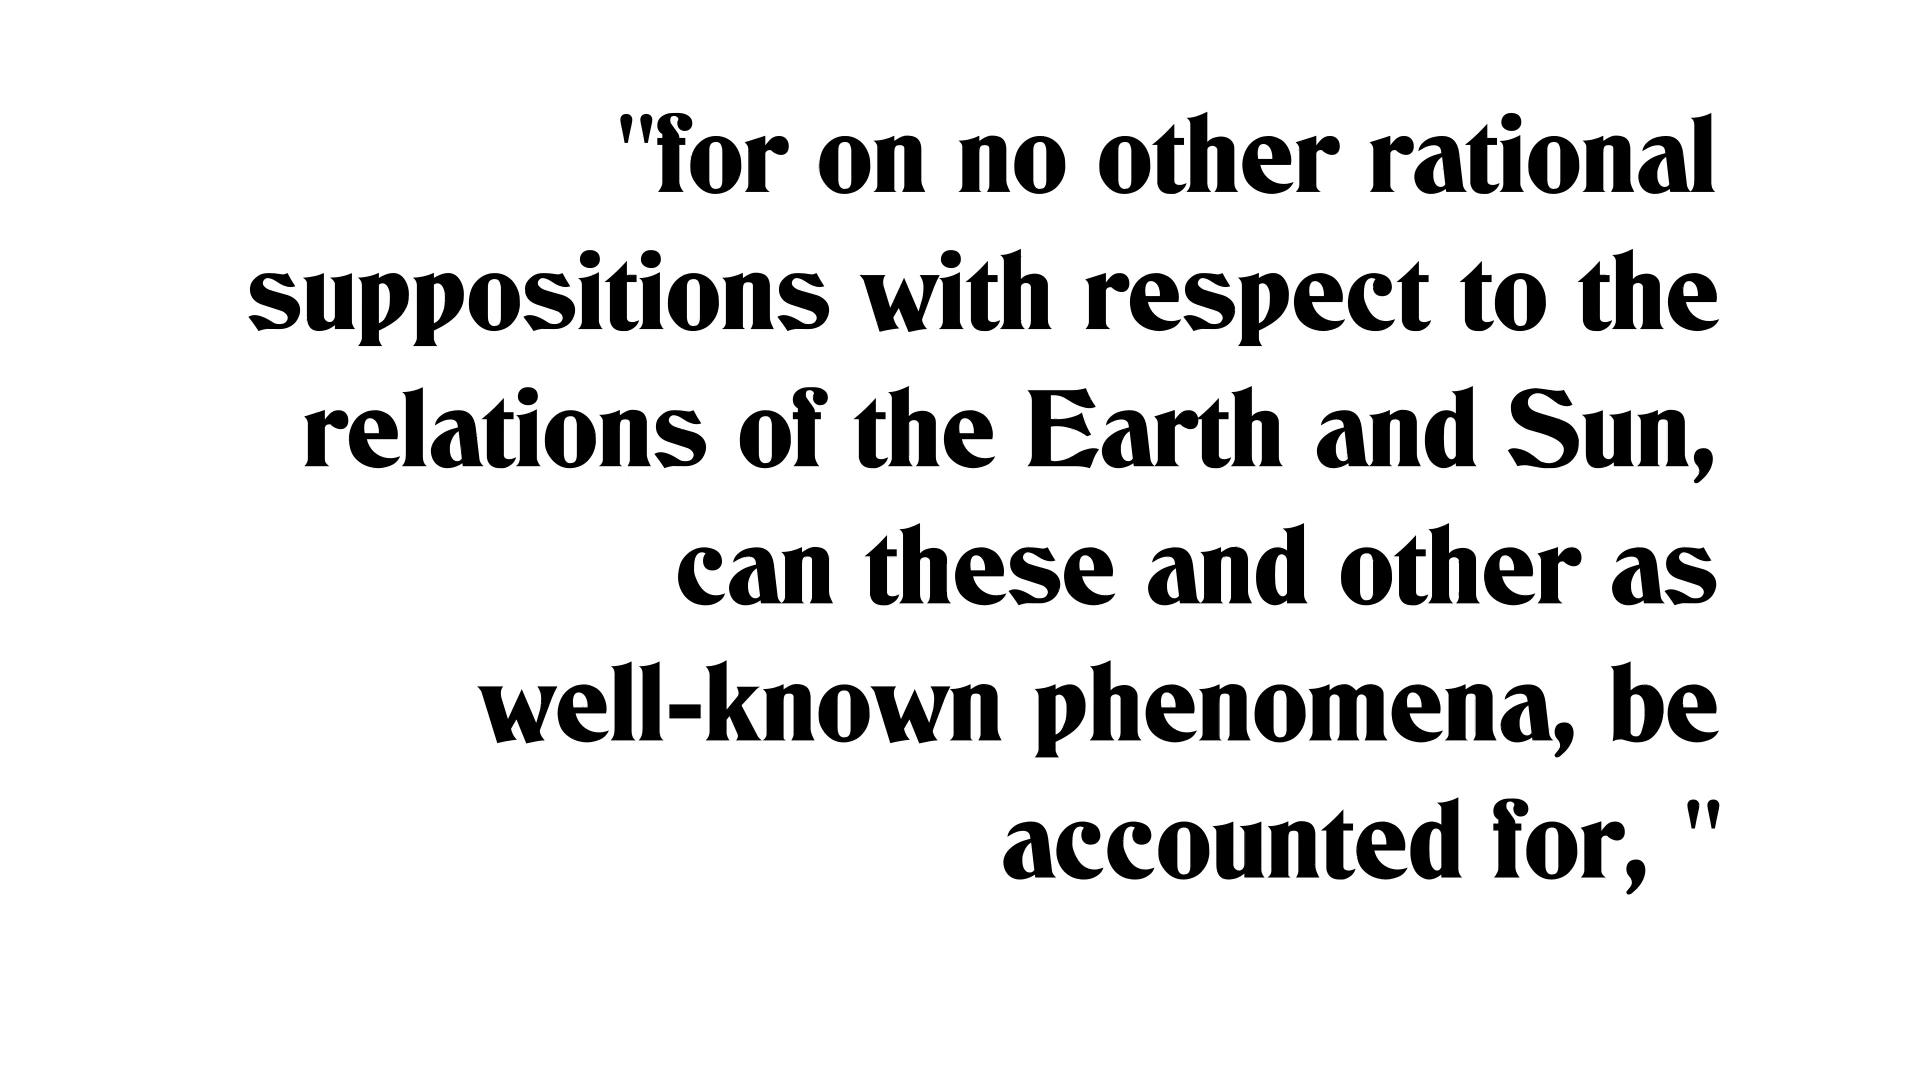 "for on no other rational
suppositions with respect to the
relations of the Earth and Sun,
can these and other as
well-known phenomena, be
accounted for, "